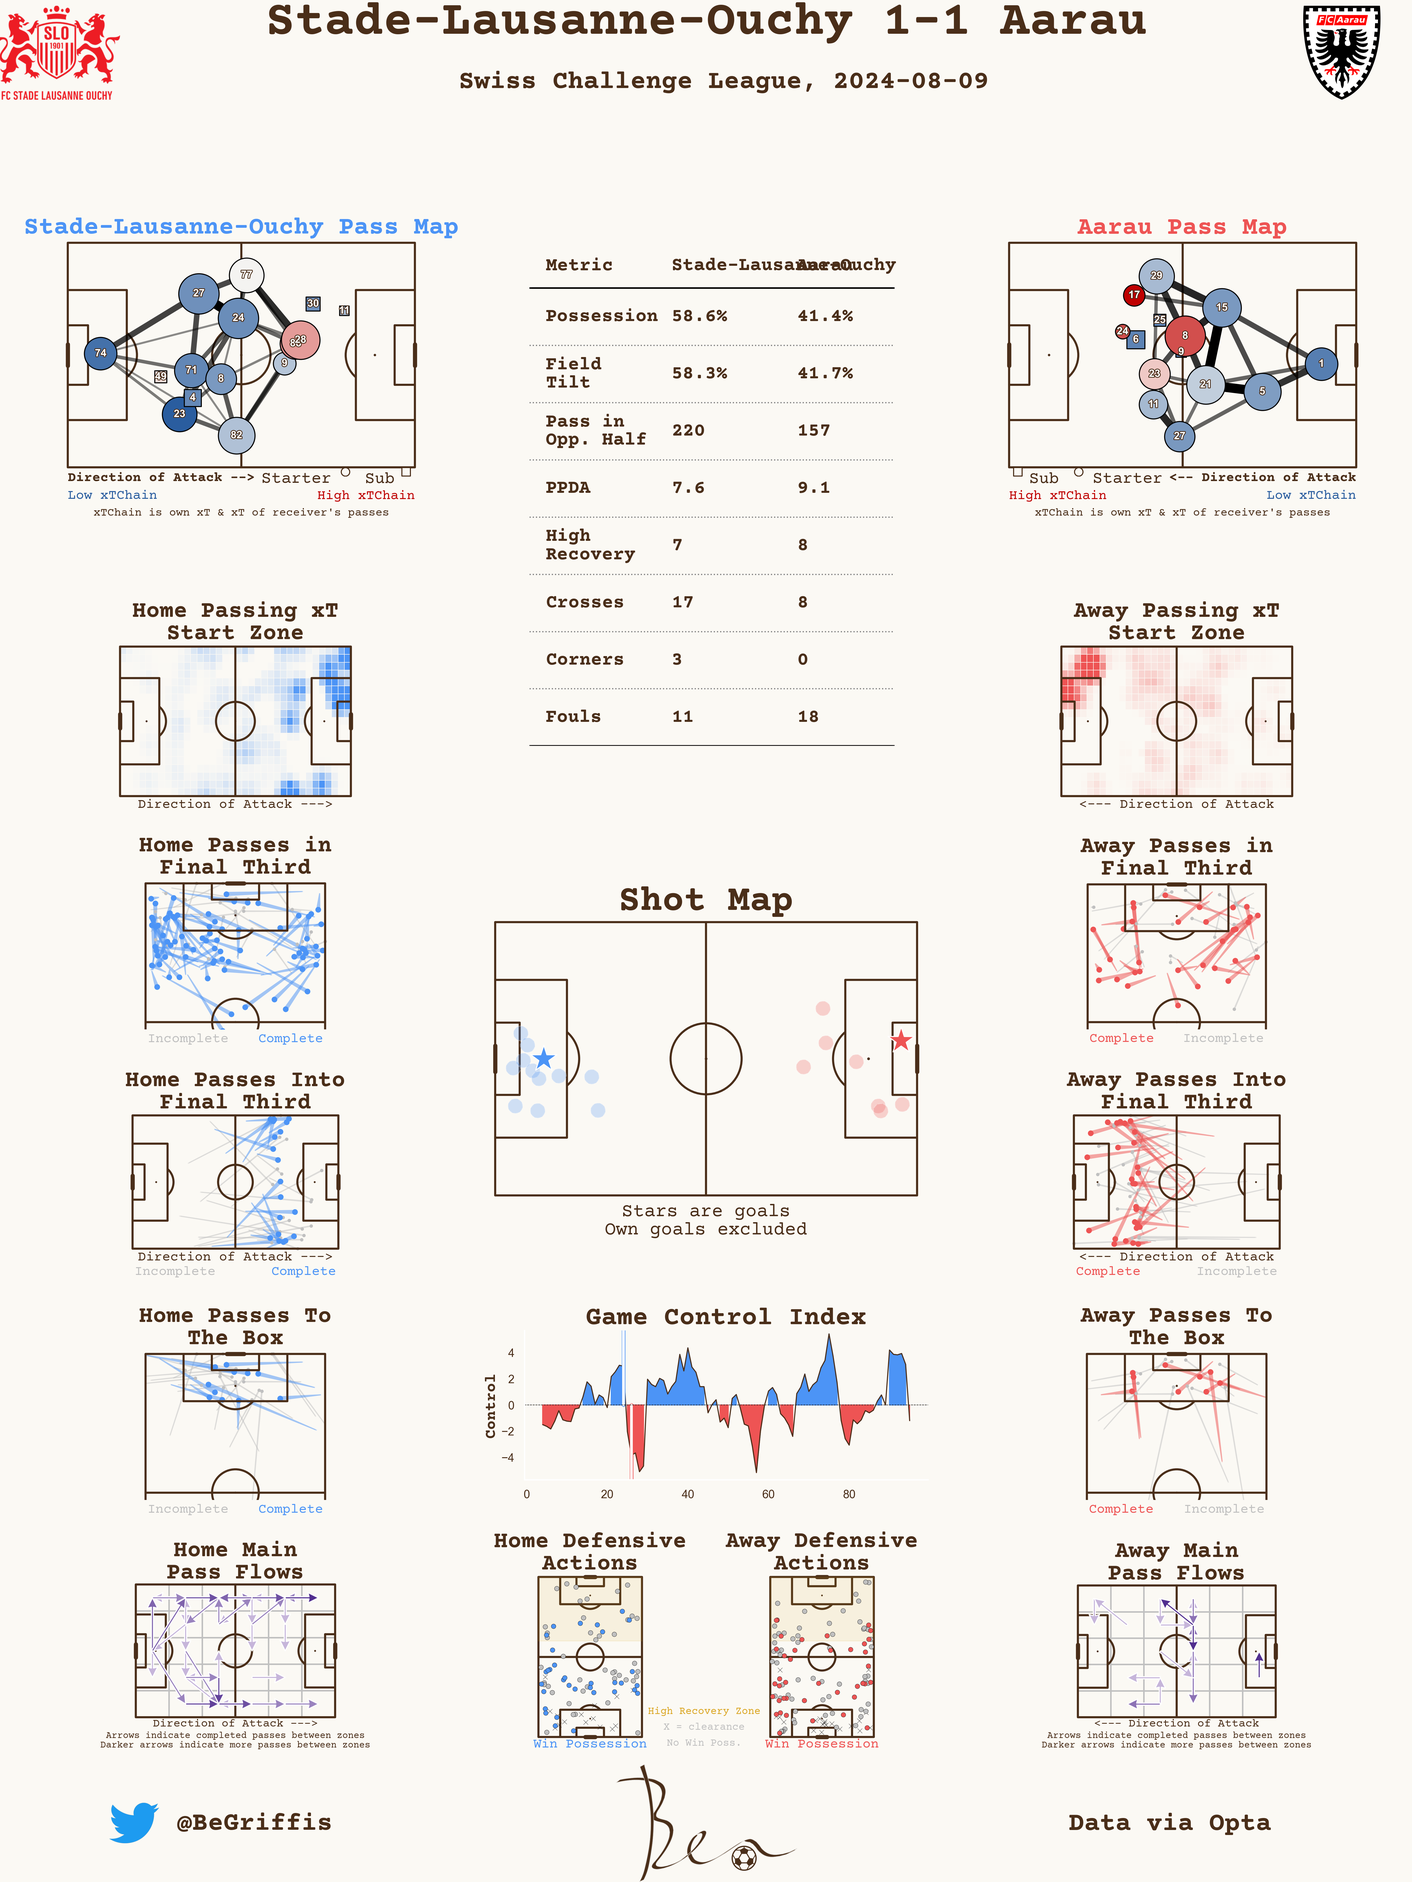 Stade-Lausanne-Ouchy 1-1 Aarau
Swiss Challenge League, 2024-08-09
SLO
1901
FC STADE LAUSANNE OUCHY
FC Aarau
Stade-Lausanne-Ouchy Pass Map
77
27
30
11
24
28
74
9
71
8
49
4
23
82
Direction of Attack --> Starter Sub
Low xTChain High xTChain
xTChain is own xT & xT of receiver's passes
Metric Stade-Lausanne-Ouchy Aarau
Possession 58.6% 41.4%
Field
Tilt 58.3% 41.7%
Pass in
Opp. Half 220 157
PPDA 7.6 9.1
High
Recovery 7 8
Crosses 17 8
Corners 3 0
Fouls 11 18
Aarau Pass Map
29
17
15
25
24
6
8
9
1
23
21
5
11
27
Sub Starter <-- Direction of Attack
High xTChain Low xTChain
xTChain is own xT & xT of receiver's passes
Home Passing xT
Start Zone
Direction of Attack --->
Away Passing xT
Start Zone
<--- Direction of Attack
Home Passes in
Final Third
Incomplete Complete
Away Passes in
Final Third
Complete Incomplete
Shot Map
Stars are goals
Own goals excluded
Home Passes Into
Final Third
Direction of Attack --->
Incomplete Complete
Away Passes Into
Final Third
<--- Direction of Attack
Complete Incomplete
Home Passes To
The Box
Incomplete Complete
Game Control Index
Control
4
2
0
−2
−4
0 20 40 60 80
Away Passes To
The Box
Complete Incomplete
Home Main
Pass Flows
Direction of Attack --->
Arrows indicate completed passes between zones
Darker arrows indicate more passes between zones
Home Defensive
Actions
Win Possession
Away Defensive
Actions
Win Possession
High Recovery Zone
X = clearance
No Win Poss.
Away Main
Pass Flows
<--- Direction of Attack
Arrows indicate completed passes between zones
Darker arrows indicate more passes between zones
@BeGriffis
Ben
Data via Opta